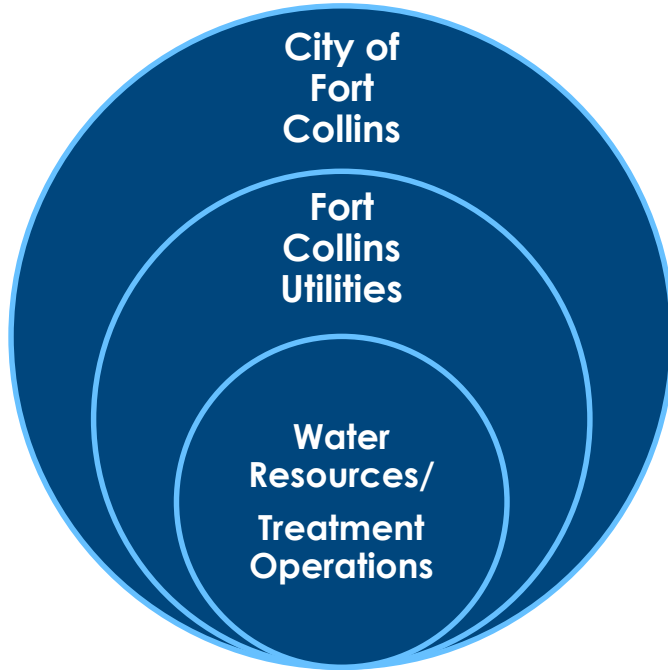 City of
Fort
Collins
Fort
Collins
Utilities
Water
Resources/
Treatment
Operations